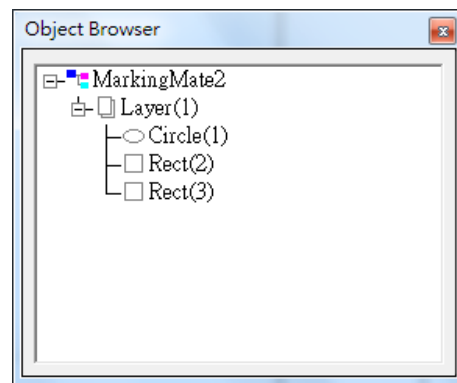 Object Browser
MarkingMate2
Layer(1)
Circle(1)
Rect(2)
Rect(3)